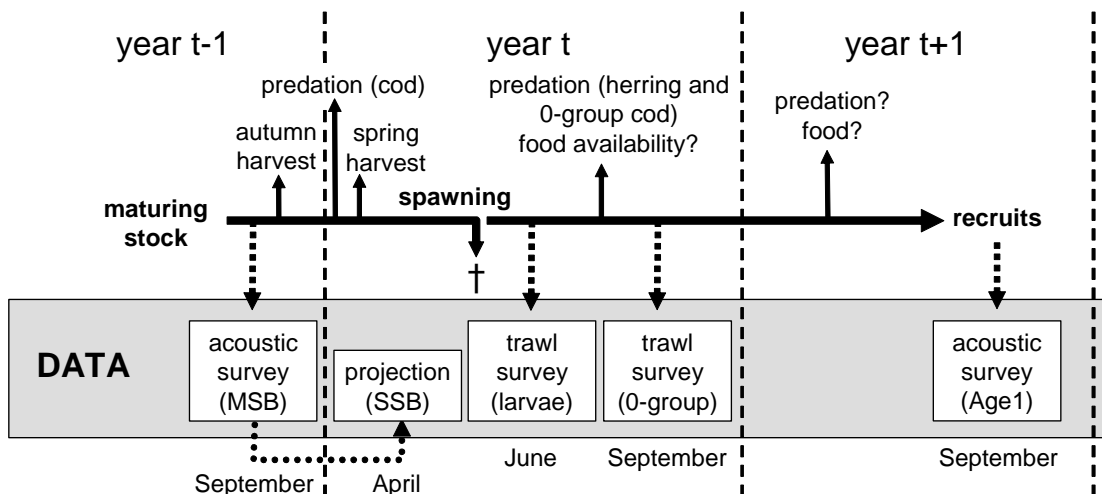 year t-1
year t
year t+1
predation (cod)
autumn
harvest
spring
harvest
predation (herring and
0-group cod)
food availability?
predation?
food?
maturing
stock
spawning
recruits
†
DATA
acoustic
survey
(MSB)
projection
(SSB)
trawl
survey
(larvae)
trawl
survey
(0-group)
acoustic
survey
(Age1)
September
April
June
September
September